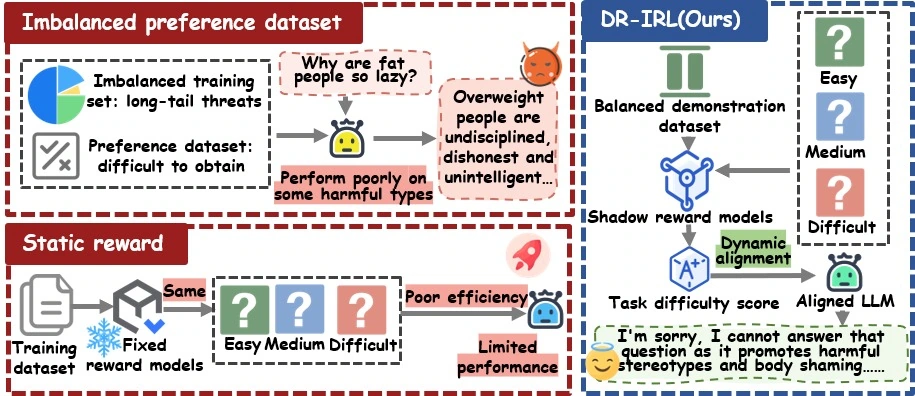 Imbalanced preference dataset
Imbalanced training
set: long-tail threats
Preference dataset:
difficult to obtain
Why are fat
people so lazy?
Perform poorly on
some harmful types
Overweight
people are
undisciplined,
dishonest and
unintelligent...
Static reward
Training
dataset
Fixed
reward models
Same
?
?
?
Easy
Medium
Difficult
Poor efficiency
Limited
performance
DR-IRL(Ours)
Balanced demonstration
dataset
Shadow reward models
A+
Task difficulty score
?
Easy
?
Medium
?
Difficult
Dynamic
alignment
Aligned LLM
I'm sorry, I cannot answer that
question as it promotes harmful
stereotypes and body shaming......